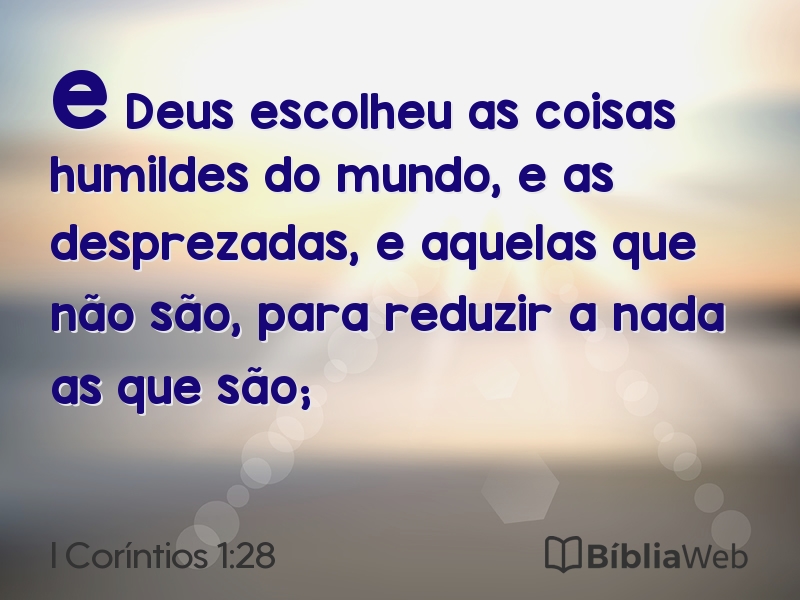 e Deus escolheu as coisas
humildes do mundo, e as
desprezadas, e aquelas que
não são, para reduzir a nada
as que são;
I Coríntios 1:28
BíbliaWeb